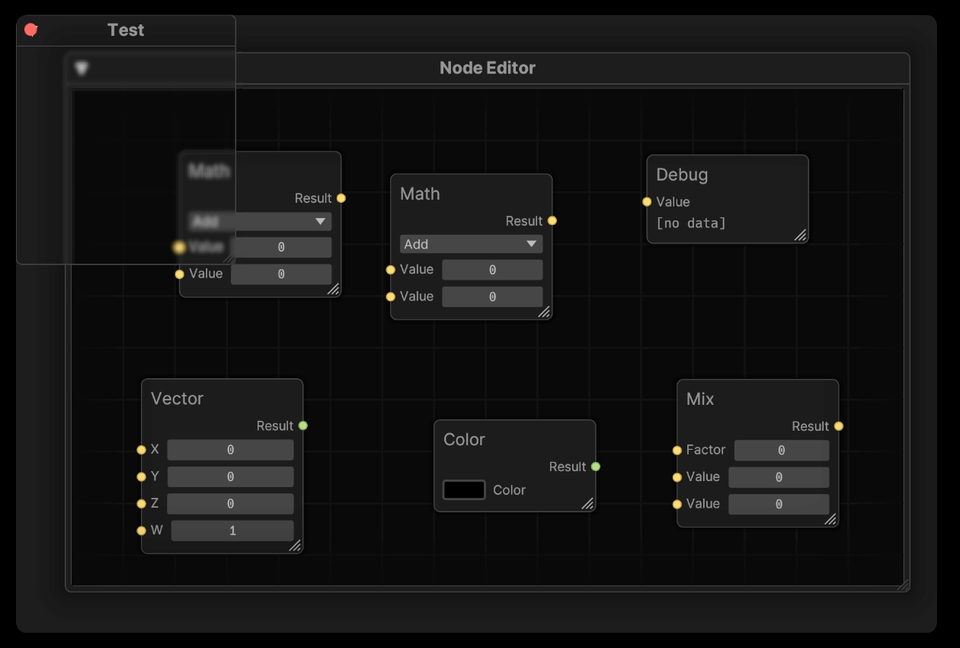 Test
Node Editor
Math
Result
Add
Value 0
Value 0
Math
Result
Add
Value 0
Value 0
Debug
Value
[no data]
Vector
Result
X 0
Y 0
Z 0
W 1
Color
Result
Color
Mix
Result
Factor 0
Value 0
Value 0